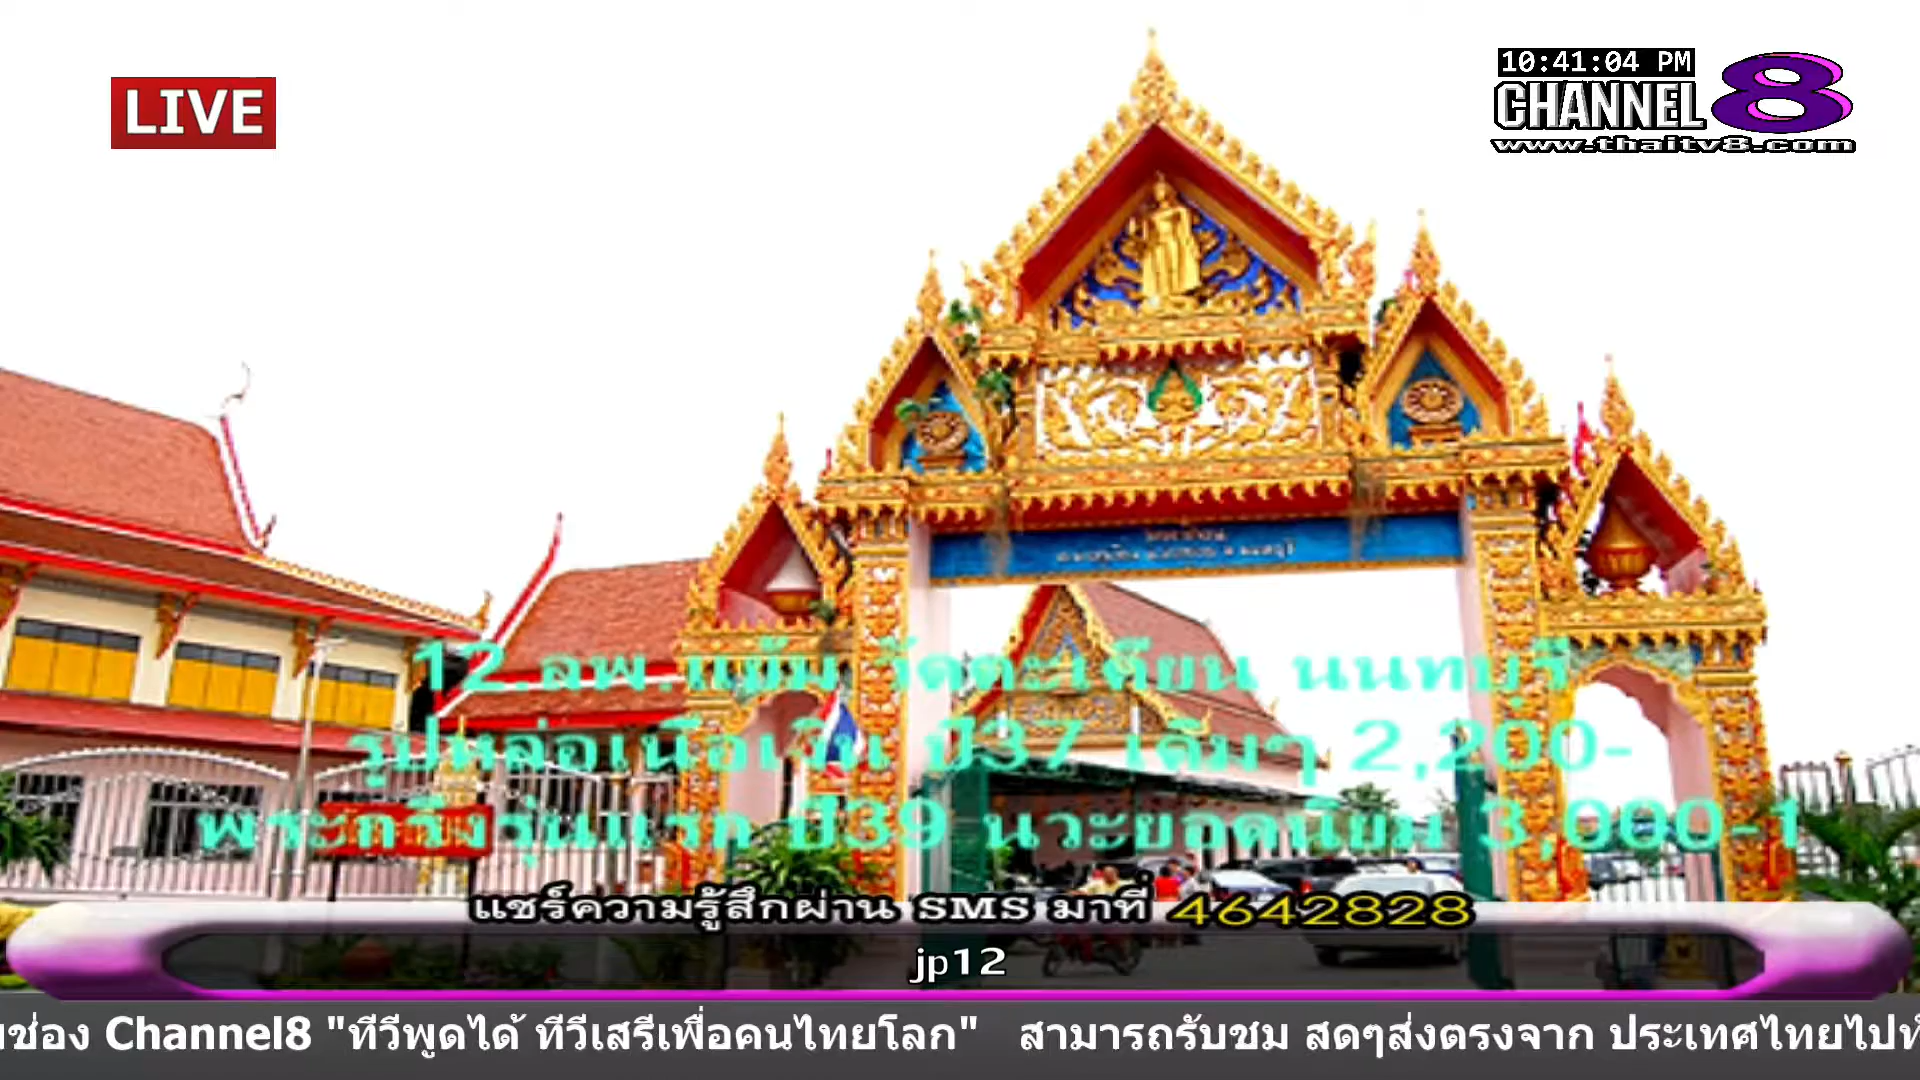 LIVE
10:41:04 PM
CHANNEL 8
www.thaitv8.com
12.ลพ.แย้ม วัดตะเคียน นนทบุรี
รูปหล่อเนื้อเงิน ปี37 เดิมๆ 2,200-
พระกริ่งรุ่นแรก ปี39 นวะยอดนิยม 3,000-1
แชร์ความรู้สึกผ่าน SMS มาที่ 4642828
jp12
ช่อง Channel8 "ทีวีพูดได้ ทีวีเสรีเพื่อคนไทยโลก" สามารถรับชม สดๆส่งตรงจาก ประเทศไทยไป